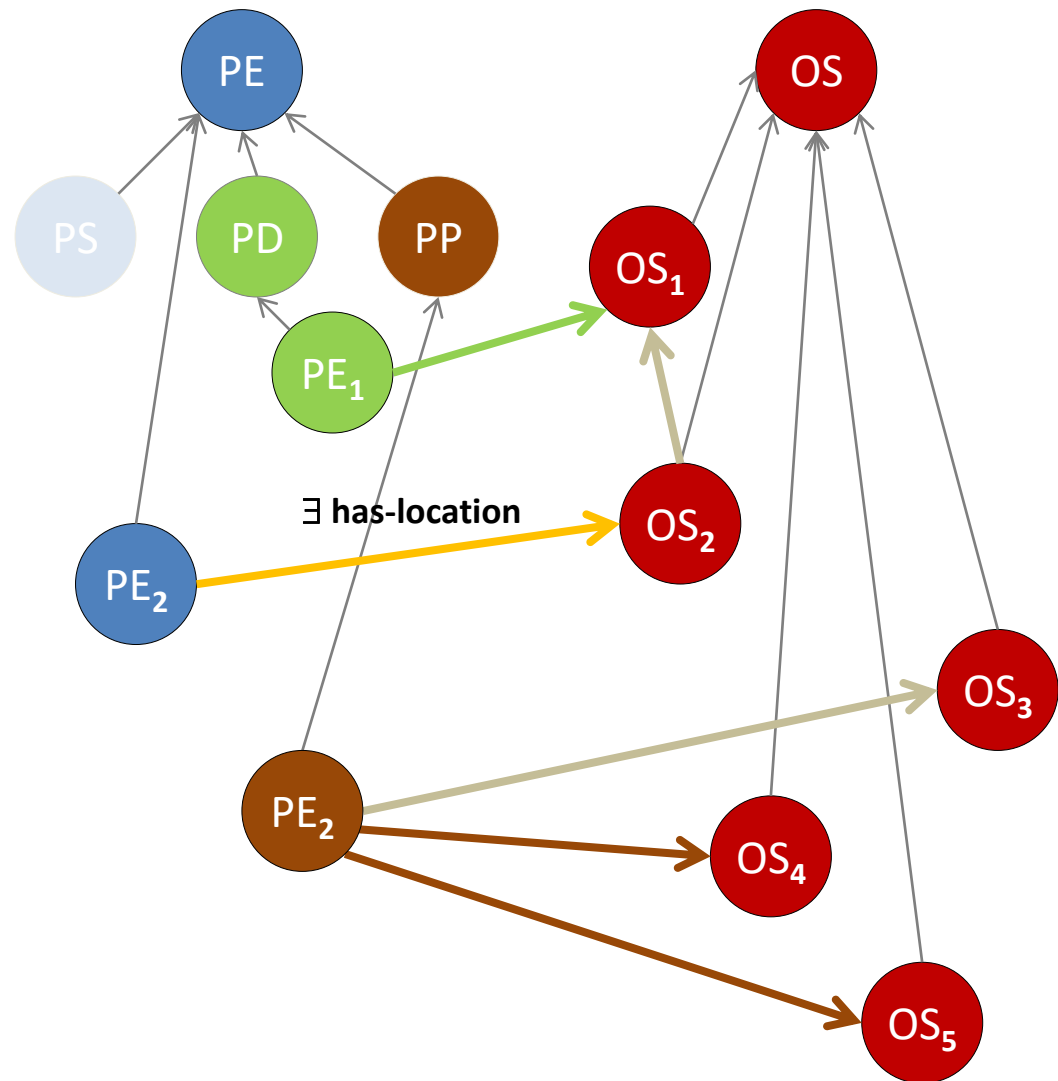 PE
OS
PS
PD
PP
OS₁
PE₁
∃ has-location
OS₂
PE₂
OS₃
PE₂
OS₄
OS₅